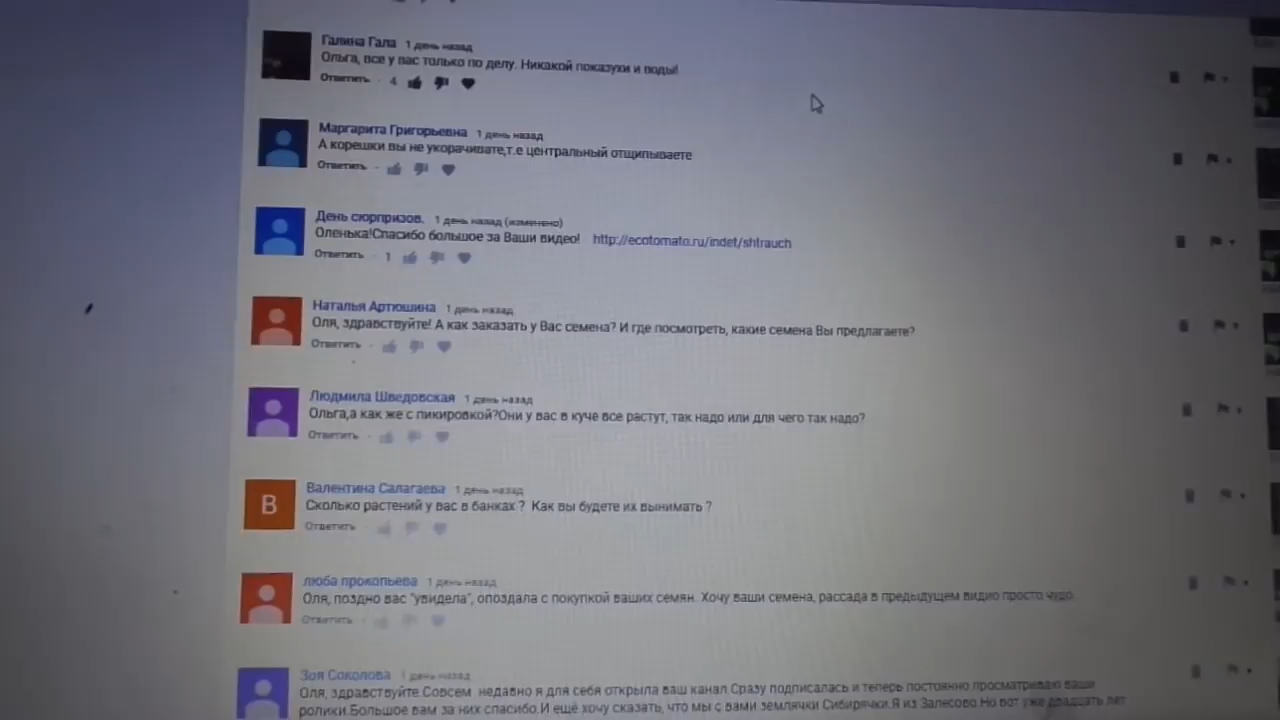 Галина Гала 1 день назад
Ольга, все у вас только по делу. Никакой показухи и воды!
Ответить · 4
Маргарита Григорьевна 1 день назад
А корешки вы не укорачивате,т.е центральный отщипываете
Ответить ·
День сюрпризов. 1 день назад (изменено)
Оленька!Спасибо большое за Ваши видео! http://ecotomato.ru/indet/shtrauch
Ответить · 1
Наталья Артюшина 1 день назад
Оля, здравствуйте! А как заказать у Вас семена? И где посмотреть, какие семена Вы предлагаете?
Ответить ·
Людмила Шведовская 1 день назад
Ольга,а как же с пикировкой?Они у вас в куче все растут, так надо или для чего так надо?
Ответить ·
В
Валентина Салагаева 1 день назад
Сколько растений у вас в банках ? Как вы будете их вынимать ?
Ответить ·
люба прокопьева 1 день назад
Оля, поздно вас "увидела", опоздала с покупкой ваших семян. Хочу ваши семена, рассада в предыдущем видио просто чудо.
Ответить ·
Зоя Соколова 1 день назад
Оля, здравствуйте.Совсем недавно я для себя открыла ваш канал.Сразу подписалась и теперь постоянно просматреваю ваши
ролики.Большое вам за них спасибо.И ещё хочу сказать, что мы с вами землячки Сибирячки.Я из Залесово.Но вот уже двадцать лет